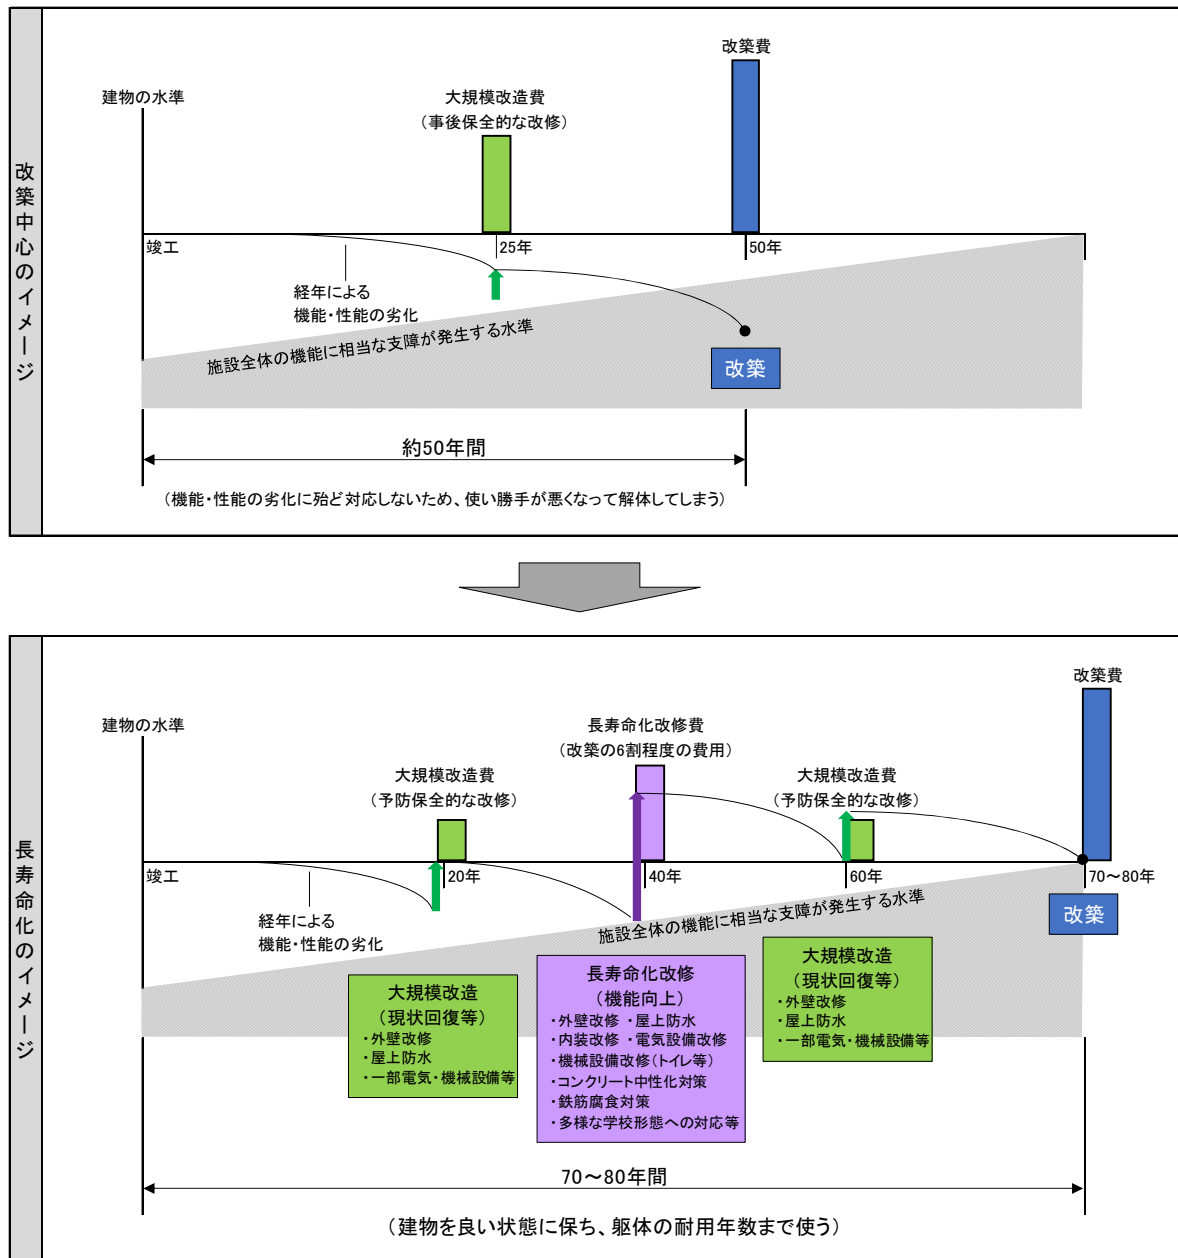 改築中心のイメージ
改築費
建物の水準
大規模改造費
（事後保全的な改修）
竣工
25年
50年
経年による
機能・性能の劣化
施設全体の機能に相当な支障が発生する水準
改築
約50年間
（機能・性能の劣化に殆ど対応しないため、使い勝手が悪くなって解体してしまう）
長寿命化のイメージ
改築費
建物の水準
長寿命化改修費
（改築の6割程度の費用）
大規模改造費
（予防保全的な改修）
大規模改造費
（予防保全的な改修）
竣工
20年
40年
60年
70～80年
経年による
機能・性能の劣化
施設全体の機能に相当な支障が発生する水準
改築
大規模改造
（現状回復等）
・外壁改修
・屋上防水
・一部電気・機械設備等
長寿命化改修
（機能向上）
・外壁改修 ・屋上防水
・内装改修 ・電気設備改修
・機械設備改修（トイレ等）
・コンクリート中性化対策
・鉄筋腐食対策
・多様な学校形態への対応等
大規模改造
（現状回復等）
・外壁改修
・屋上防水
・一部電気・機械設備等
70～80年間
（建物を良い状態に保ち、躯体の耐用年数まで使う）